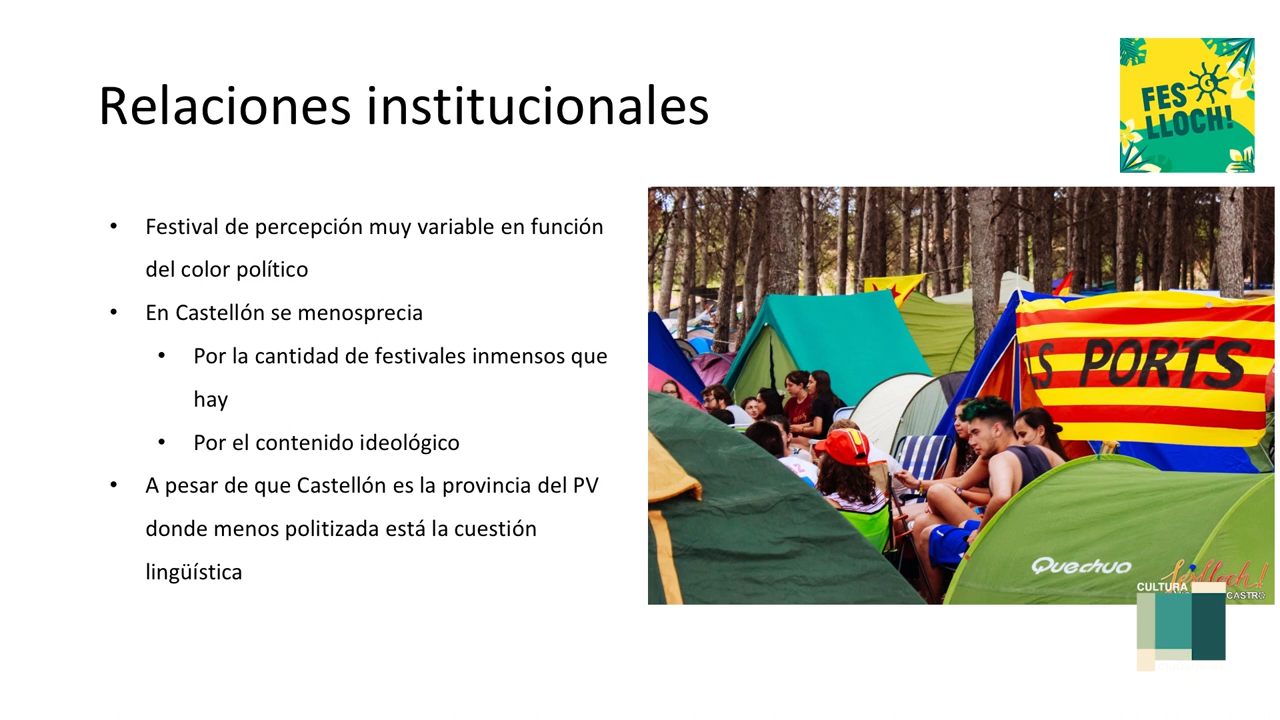 Relaciones institucionales
FES
LLOCH!
• Festival de percepción muy variable en función
del color político
• En Castellón se menosprecia
• Por la cantidad de festivales inmensos que
hay
• Por el contenido ideológico
• A pesar de que Castellón es la provincia del PV
donde menos politizada está la cuestión
lingüística
LS PORTS
Quechua
CULTURA
CASTRO